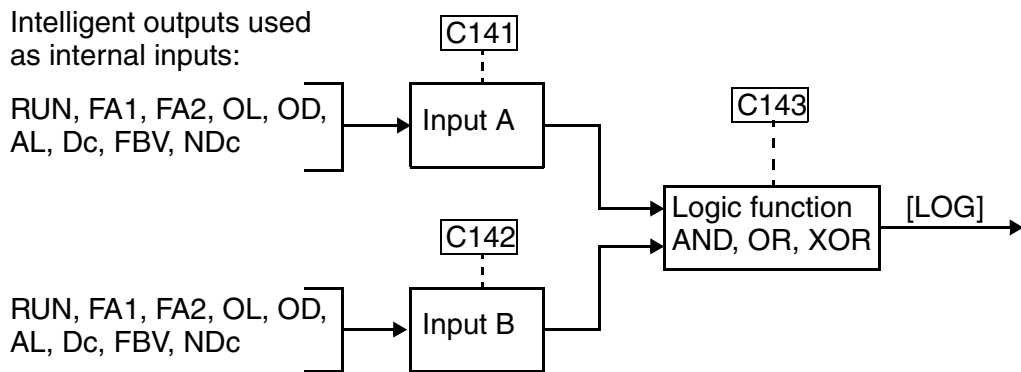 Intelligent outputs used
as internal inputs:
C141
RUN, FA1, FA2, OL, OD,
AL, Dc, FBV, NDc
Input A
C143
Logic function
AND, OR, XOR
[LOG]
C142
RUN, FA1, FA2, OL, OD,
AL, Dc, FBV, NDc
Input B